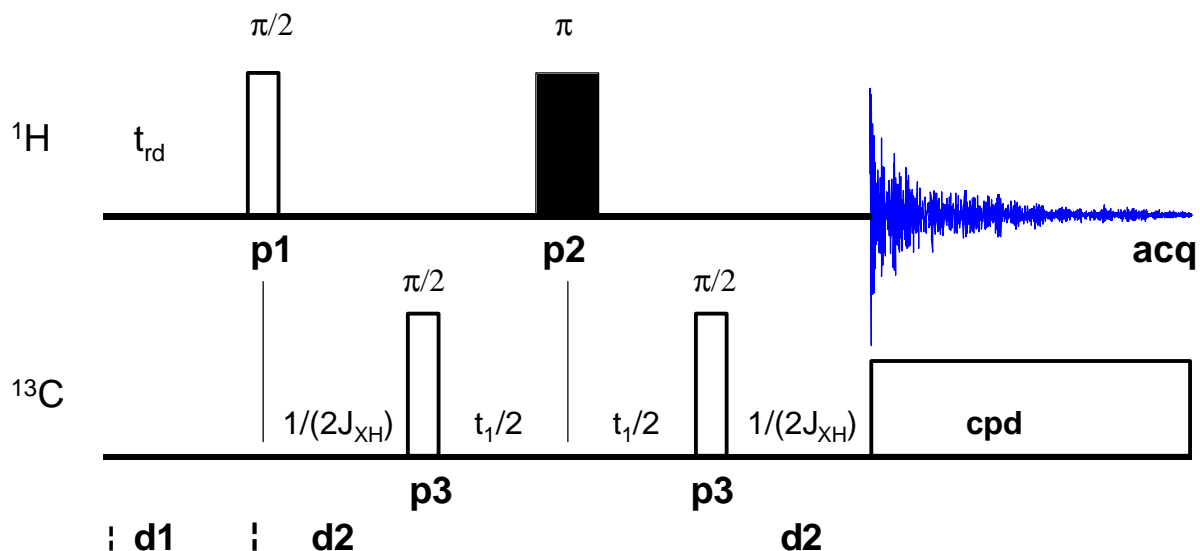 π/2 π
¹H t_rd
p1 p2 acq
π/2 π/2
¹³C 1/(2J_XH) t₁/2 t₁/2 1/(2J_XH) cpd
p3 p3
d1 d2 d2